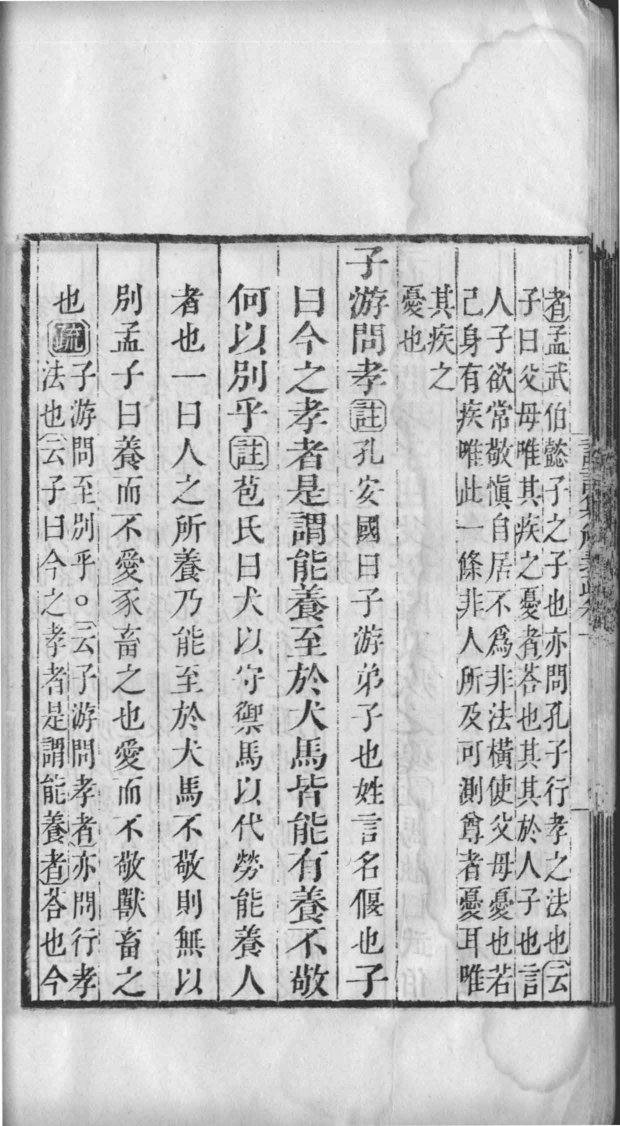 者孟武伯懿子之子也亦問孔子行孝之法也云
子曰父母唯其疾之憂者荅也其其於人子也言
人子欲常敬愼自居不爲非法橫使父母憂也若
己身有疾唯此一條非人所及可測尊者憂耳唯
其疾之
憂也
子游問孝註孔安國曰子游弟子也姓言名偃也子
曰今之孝者是謂能養至於犬馬皆能有養不敬
何以別乎註苞氏曰犬以守禦馬以代勞能養人
者也一曰人之所養乃能至於犬馬不敬則無以
別孟子曰養而不愛豕畜之也愛而不敬獸畜之
也疏子游問至別乎○云子游問孝者亦問行孝
法也云子曰今之孝者是謂能養者荅也今